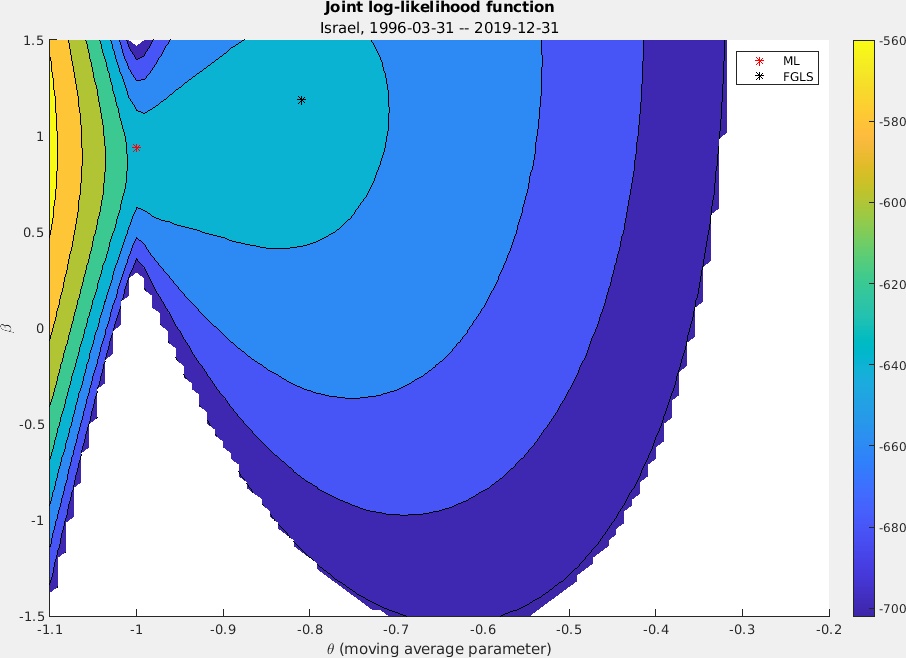 Joint log-likelihood function
Israel, 1996-03-31 -- 2019-12-31
1.5
1
0.5
0
-0.5
-1
-1.5
β
-1.1 -1 -0.9 -0.8 -0.7 -0.6 -0.5 -0.4 -0.3 -0.2
θ (moving average parameter)
ML
FGLS
-560
-580
-600
-620
-640
-660
-680
-700